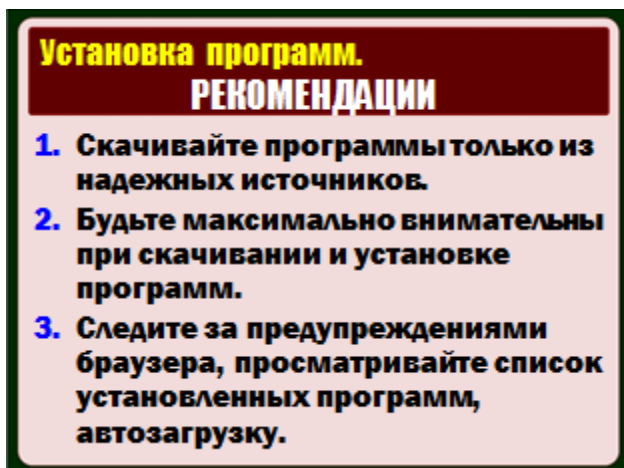 Установка программ.
РЕКОМЕНДАЦИИ
1. Скачивайте программы только из
надежных источников.
2. Будьте максимально внимательны
при скачивании и установке
программ.
3. Следите за предупреждениями
браузера, просматривайте список
установленных программ,
автозагрузку.